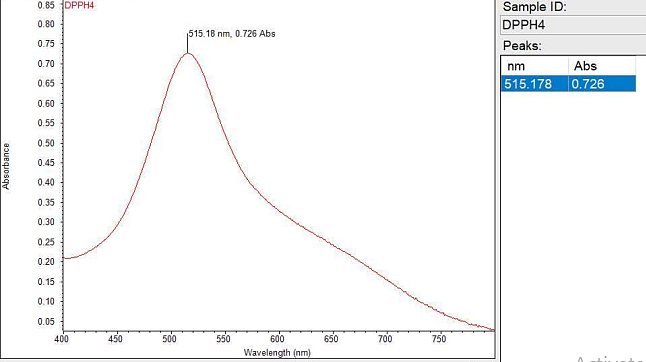 DPPH4
515.18 nm, 0.726 Abs
0.85
0.80
0.75
0.70
0.65
0.60
0.55
0.50
0.45
0.40
0.35
0.30
0.25
0.20
0.15
0.10
0.05
Absorbance
400 450 500 550 600 650 700 750
Wavelength (nm)
Sample ID:
DPPH4
Peaks:
nm Abs
515.178 0.726
Activate